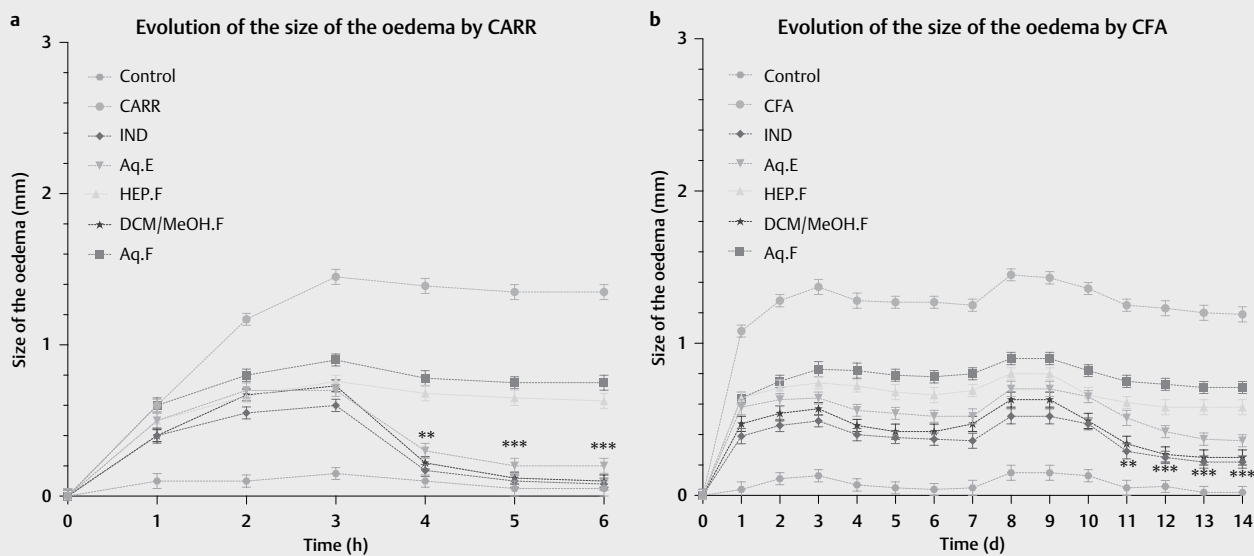 a
Evolution of the size of the oedema by CARR
Size of the oedema (mm)
3
2
1
0
Control
CARR
IND
Aq.E
HEP.F
DCM/MeOH.F
Aq.F
**
***
***
0 1 2 3 4 5 6
Time (h)
b
Evolution of the size of the oedema by CFA
Size of the oedema (mm)
3
2
1
0
Control
CFA
IND
Aq.E
HEP.F
DCM/MeOH.F
Aq.F
**
***
***
***
0 1 2 3 4 5 6 7 8 9 10 11 12 13 14
Time (d)